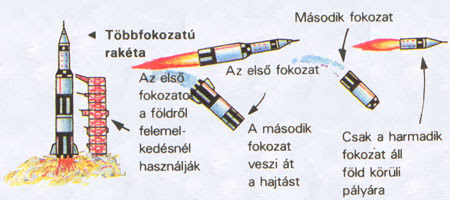 Többfokozatú
rakéta
Az első
fokozatot
a földről
felemel-
kedésnél
használják
Az első fokozat
A második
fokozat
veszi át
a hajtást
Második fokozat
Csak a harmadik
fokozat áll
föld körüli
pályára